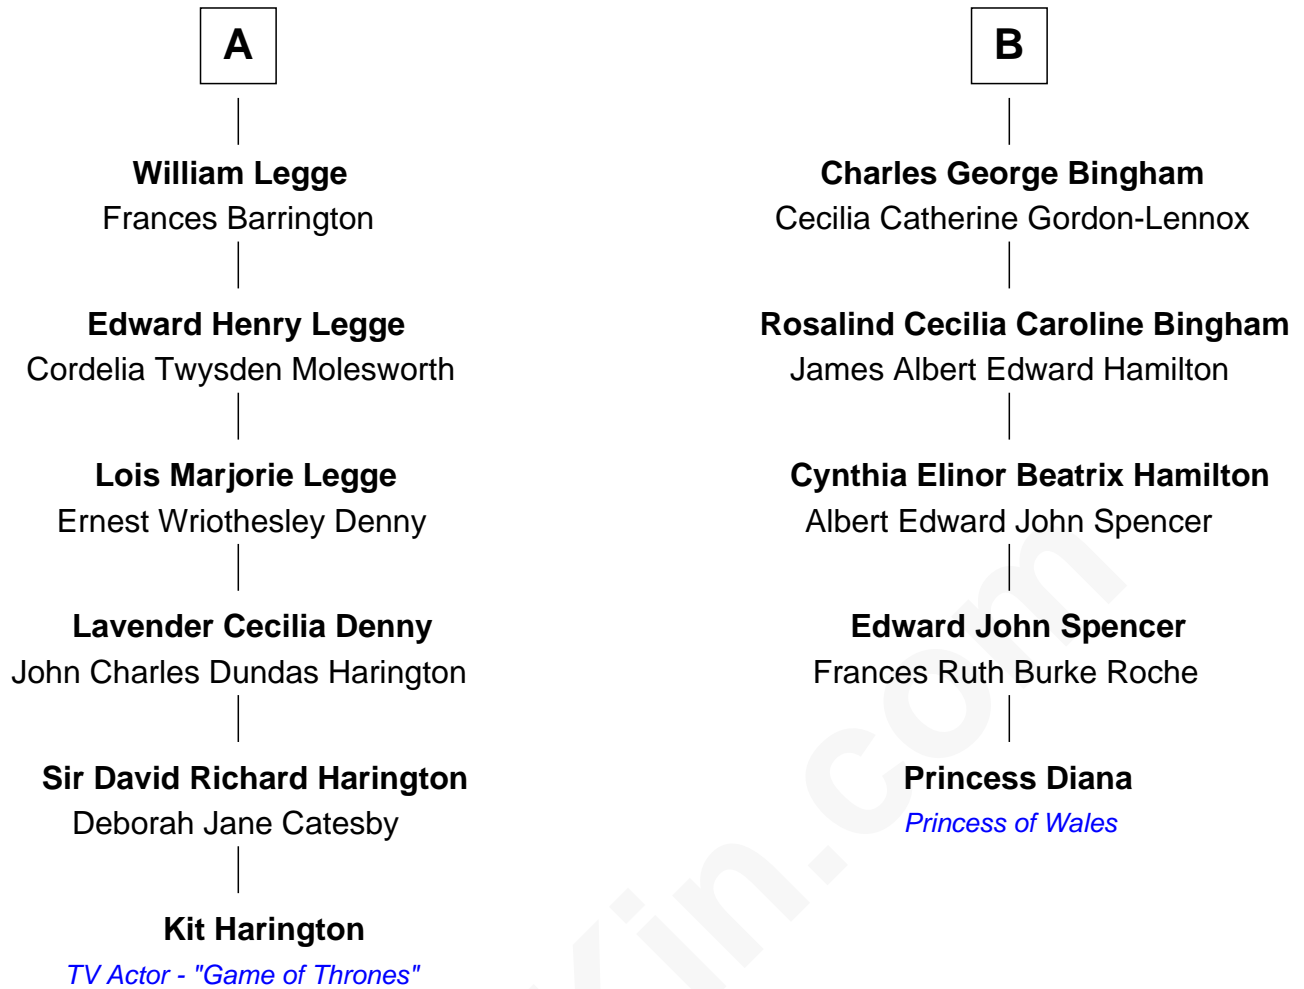 A
William Legge
Frances Barrington
Edward Henry Legge
Cordelia Twysden Molesworth
Lois Marjorie Legge
Ernest Wriothesley Denny
Lavender Cecilia Denny
John Charles Dundas Harington
Sir David Richard Harington
Deborah Jane Catesby
Kit Harington
TV Actor - "Game of Thrones"
B
Charles George Bingham
Cecilia Catherine Gordon-Lennox
Rosalind Cecilia Caroline Bingham
James Albert Edward Hamilton
Cynthia Elinor Beatrix Hamilton
Albert Edward John Spencer
Edward John Spencer
Frances Ruth Burke Roche
Princess Diana
Princess of Wales
Kin.com